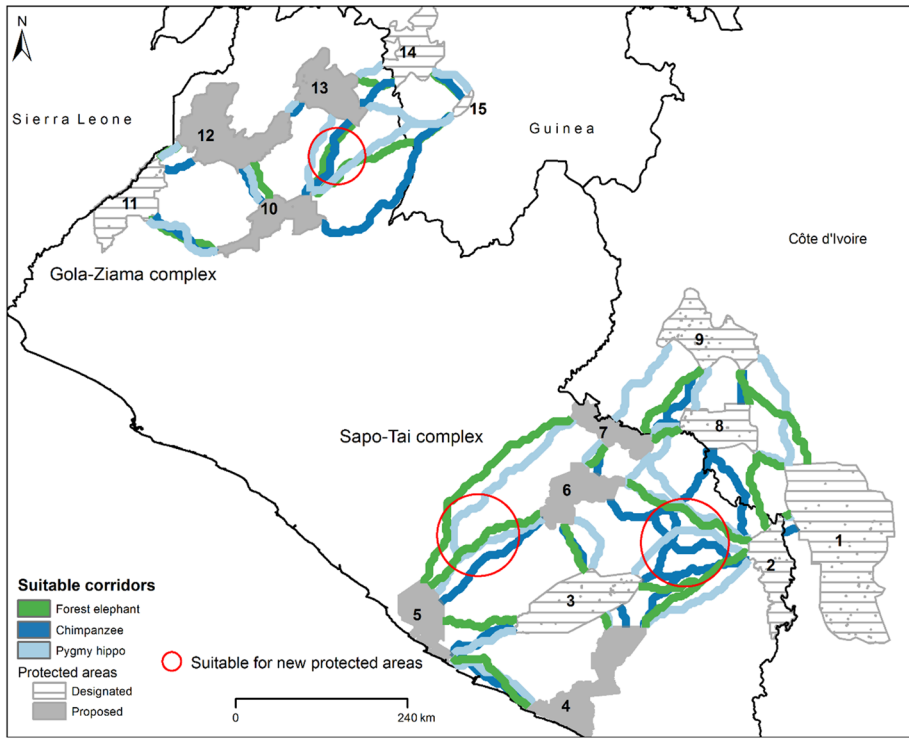 N
14
13
15
Sierra Leone
12
Guinea
11
10
Côte d'Ivoire
Gola-Ziama complex
9
Sapo-Tai complex
7
8
6
1
2
Suitable corridors
Forest elephant
3
Chimpanzee
5
Pygmy hippo
Suitable for new protected areas
Protected areas
Designated
Proposed
4
0
240 km